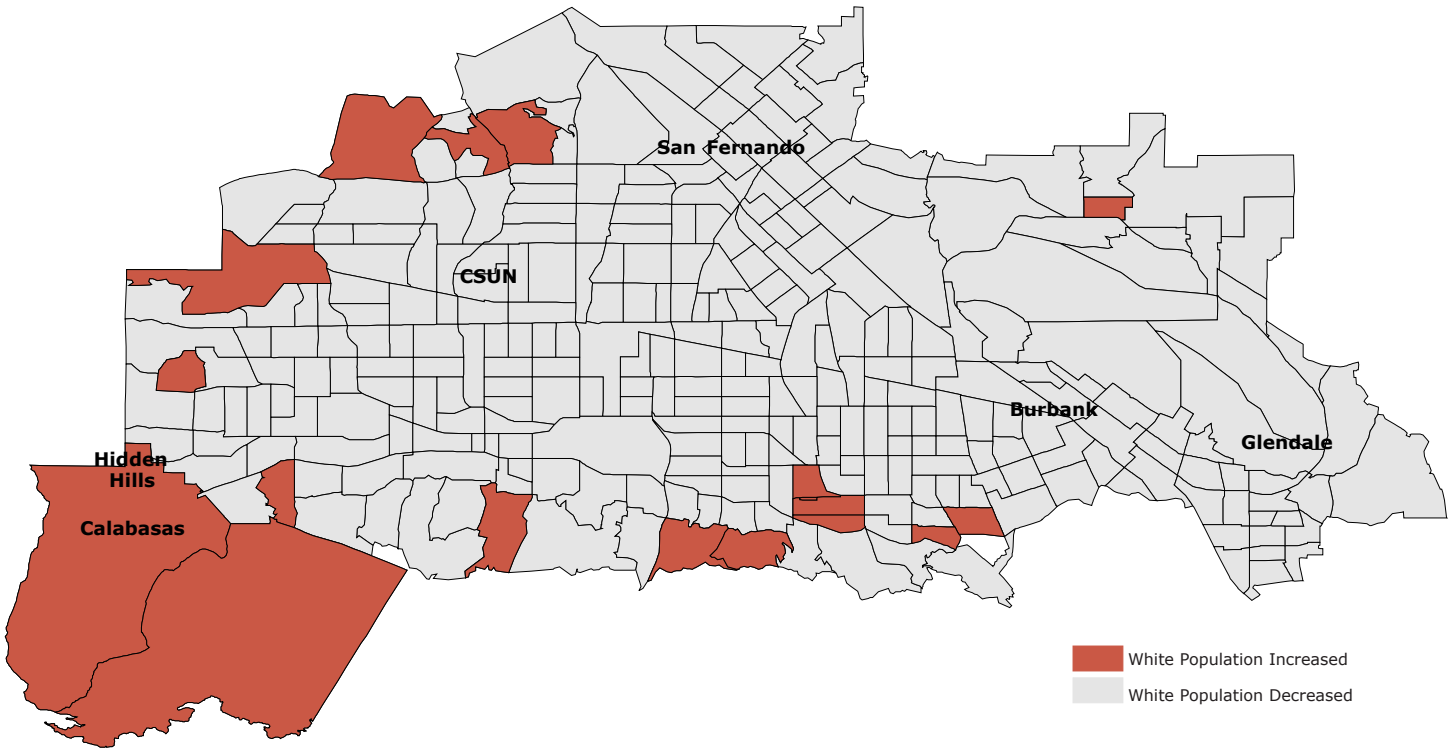 San Fernando
CSUN
Burbank
Glendale
Hidden
Hills
Calabasas
White Population Increased
White Population Decreased